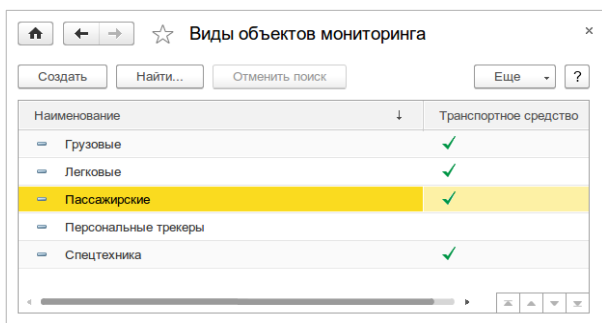 Виды объектов мониторинга
×
Создать Найти... Отменить поиск Еще ?
Наименование ↓ Транспортное средство
Грузовые
Легковые
Пассажирские
Персональные трекеры
Спецтехника